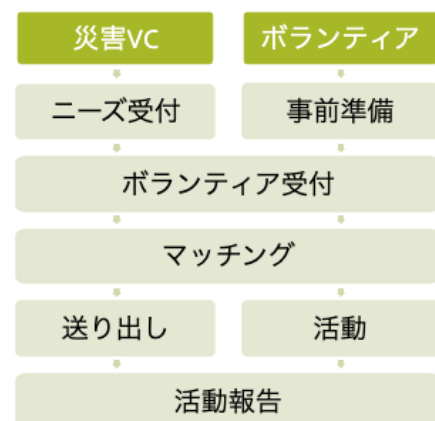 災害VC
ボランティア
ニーズ受付
事前準備
ボランティア受付
マッチング
送り出し
活動
活動報告